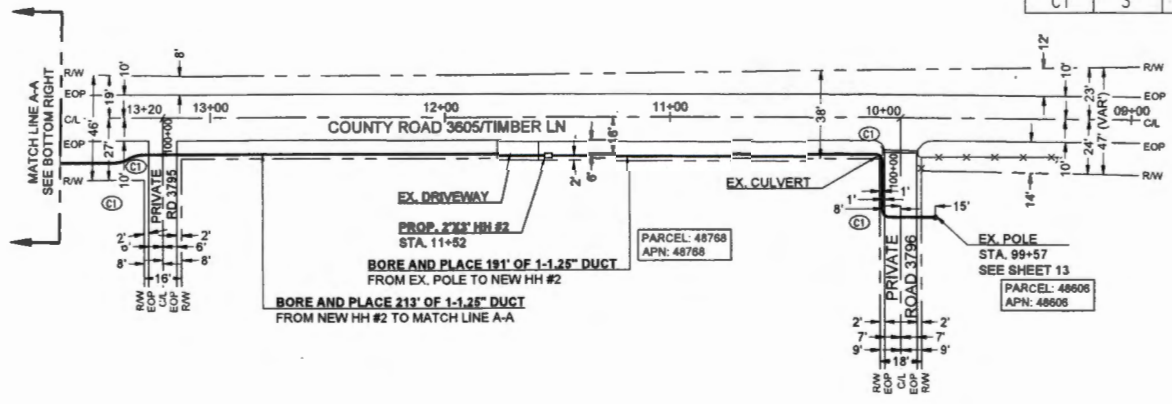 C1 3
MATCH LINE A-A
SEE BOTTOM RIGHT
R/W
EOP
C/L
EOP
R/W
46'
19'
27'
10'
10'
8'
13+20
13+00
12+00
11+00
10+00
09+00
COUNTY ROAD 3605/TIMBER LN
100+00
PRIVATE
RD 3795
C1
C1
2'
6'
8'
2'
6'
8'
16'
R/W
EOP
C/L
EOP
R/W
EX. DRIVEWAY
PROP. 2'X3' HH #2
STA. 11+52
BORE AND PLACE 191' OF 1-1.25" DUCT
FROM EX. POLE TO NEW HH #2
BORE AND PLACE 213' OF 1-1.25" DUCT
FROM NEW HH #2 TO MATCH LINE A-A
2'
6'
16'
38'
PARCEL: 48768
APN: 48768
EX. CULVERT
C1
C1
100+00
1'
1'
8'
15'
PRIVATE
ROAD 3796
EX. POLE
STA. 99+57
SEE SHEET 13
PARCEL: 48606
APN: 48606
2'
7'
9'
2'
7'
9'
18'
R/W
EOP
C/L
EOP
R/W
12'
10'
23'
24'
47' (VAR')
10'
14'
R/W
EOP
C/L
EOP
R/W